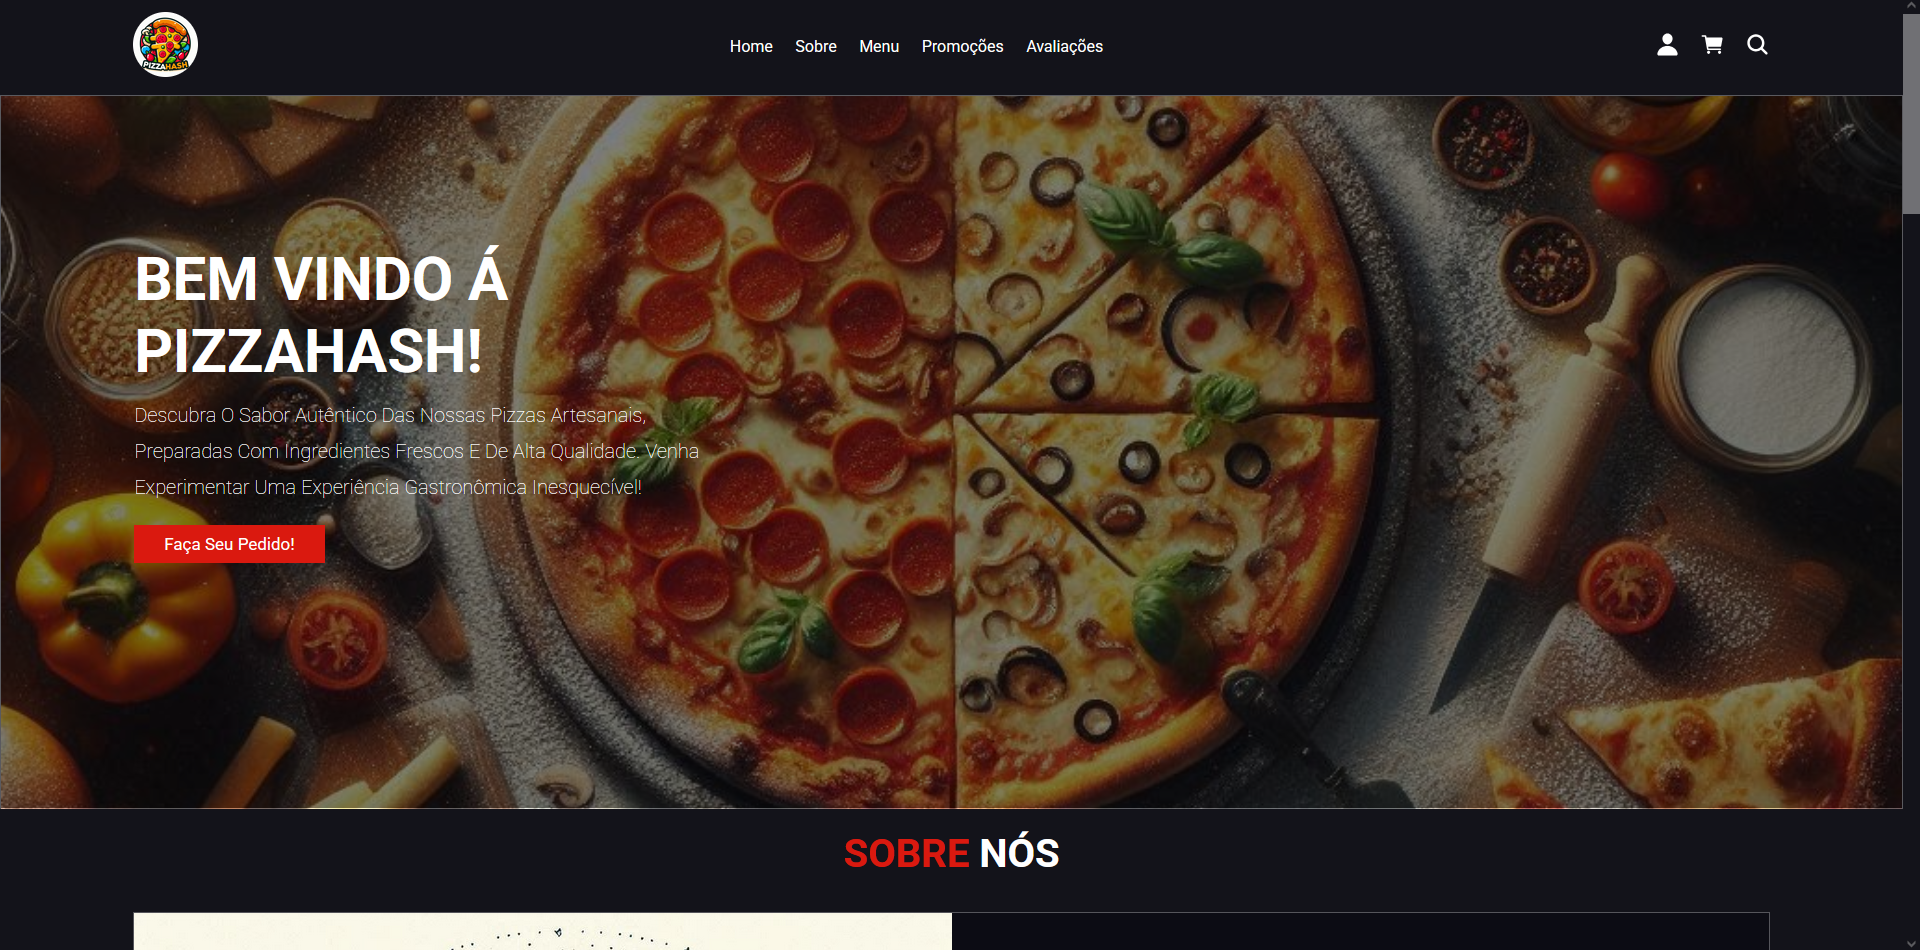 PIZZAHASH
Home Sobre Menu Promoções Avaliações
BEM VINDO Á
PIZZAHASH!
Descubra O Sabor Autêntico Das Nossas Pizzas Artesanais,
Preparadas Com Ingredientes Frescos E De Alta Qualidade. Venha
Experimentar Uma Experiência Gastronômica Inesquecível!
Faça Seu Pedido!
SOBRE NÓS